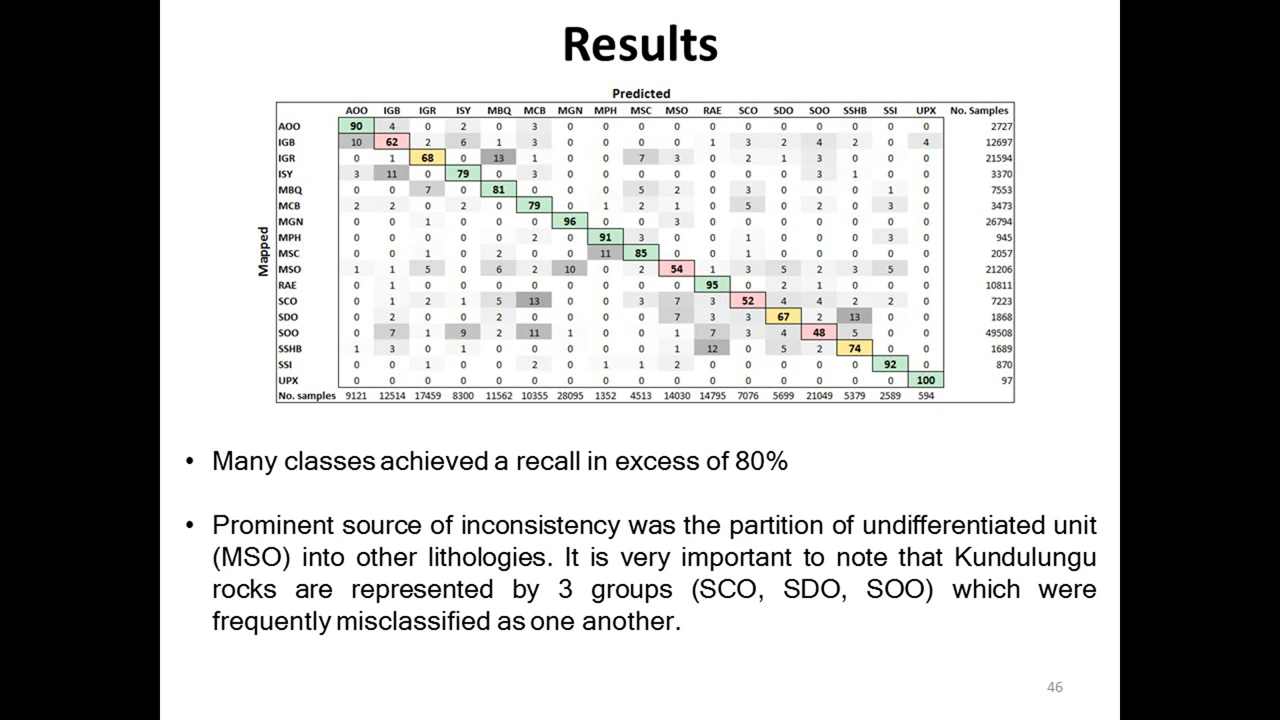 Results
Predicted
AOO IGB IGR ISY MBQ MCB MGN MPH MSC MSO RAE SCO SDO SOO SSHB SSI UPX No. Samples
AOO 90 4 0 2 0 3 0 0 0 0 0 0 0 0 0 0 0 2727
IGB 10 62 2 6 1 3 0 0 0 0 1 3 2 4 2 0 4 12697
IGR 0 1 68 0 13 1 0 0 7 3 0 2 1 3 0 0 0 21594
ISY 3 11 0 79 0 3 0 0 0 0 0 0 0 3 1 0 0 3370
MBQ 0 0 7 0 81 0 0 0 5 2 0 3 0 0 0 1 0 7553
MCB 2 2 0 2 0 79 0 1 2 1 0 5 0 2 0 3 0 3473
MGN 0 0 1 0 0 0 96 0 0 3 0 0 0 0 0 0 0 26794
MPH 0 0 0 0 0 2 0 91 3 0 0 1 0 0 0 3 0 945
MSC 0 0 1 0 2 0 0 11 85 0 0 1 0 0 0 0 0 2057
Mapped
MSO 1 1 5 0 6 2 10 0 2 54 1 3 5 2 3 5 0 21206
RAE 0 1 0 0 0 0 0 0 0 0 95 0 2 1 0 0 0 10811
SCO 0 1 2 1 5 13 0 0 3 7 3 52 4 4 2 2 0 7223
SDO 0 2 0 0 2 0 0 0 0 7 3 3 67 2 13 0 0 1868
SOO 0 7 1 9 2 11 1 0 0 1 7 3 4 48 5 0 0 49508
SSHB 1 3 0 1 0 0 0 0 0 1 12 0 5 2 74 0 0 1689
SSI 0 0 1 0 0 2 0 1 1 2 0 0 0 0 0 92 0 870
UPX 0 0 0 0 0 0 0 0 0 0 0 0 0 0 0 0 100 97
No. samples 9121 12514 17459 8300 11562 10355 28095 1352 4513 14030 14795 7076 5699 21049 5379 2589 594
• Many classes achieved a recall in excess of 80%
• Prominent source of inconsistency was the partition of undifferentiated unit
(MSO) into other lithologies. It is very important to note that Kundulungu
rocks are represented by 3 groups (SCO, SDO, SOO) which were
frequently misclassified as one another.
46